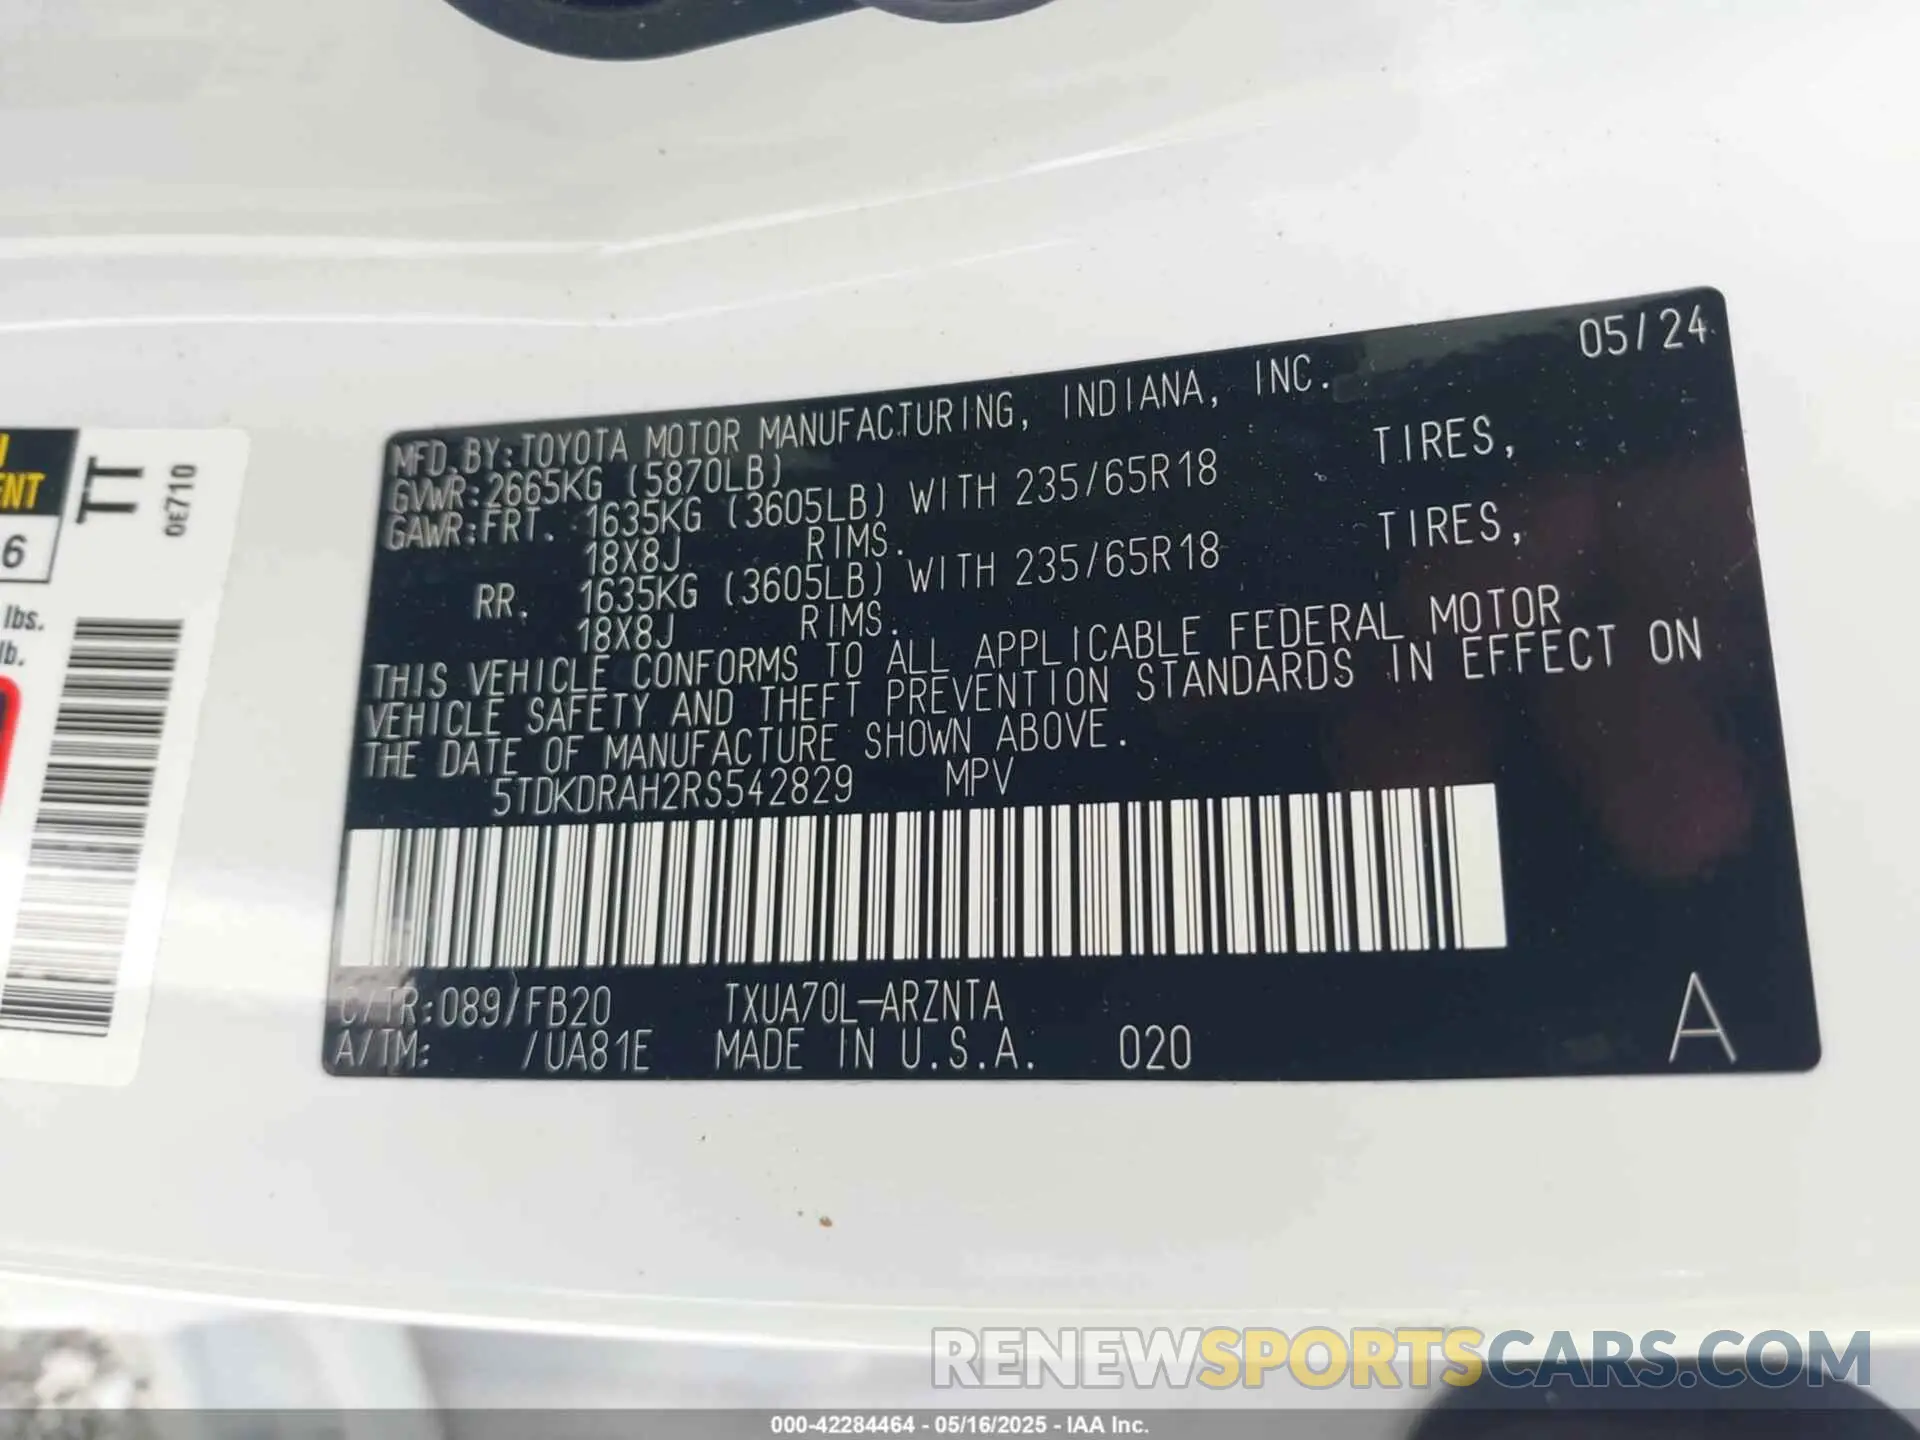 05/24
MFD.BY:TOYOTA MOTOR MANUFACTURING, INDIANA, INC.
GVWR:2665KG (5870LB)
GAWR:FRT. 1635KG (3605LB) WITH 235/65R18 TIRES,
18X8J RIMS.
RR. 1635KG (3605LB) WITH 235/65R18 TIRES,
18X8J RIMS.
THIS VEHICLE CONFORMS TO ALL APPLICABLE FEDERAL MOTOR
VEHICLE SAFETY AND THEFT PREVENTION STANDARDS IN EFFECT ON
THE DATE OF MANUFACTURE SHOWN ABOVE.
5TDKDRAH2RS542829 MPV
C/TR:089/FB20 TXUA70L-ARZNTA
A/TM: /UA81E MADE IN U.S.A. 020
A
TT
0E710
6
lbs.
lb.
RENEWSPORTSCARS.COM
000-42284464 - 05/16/2025 - IAA Inc.